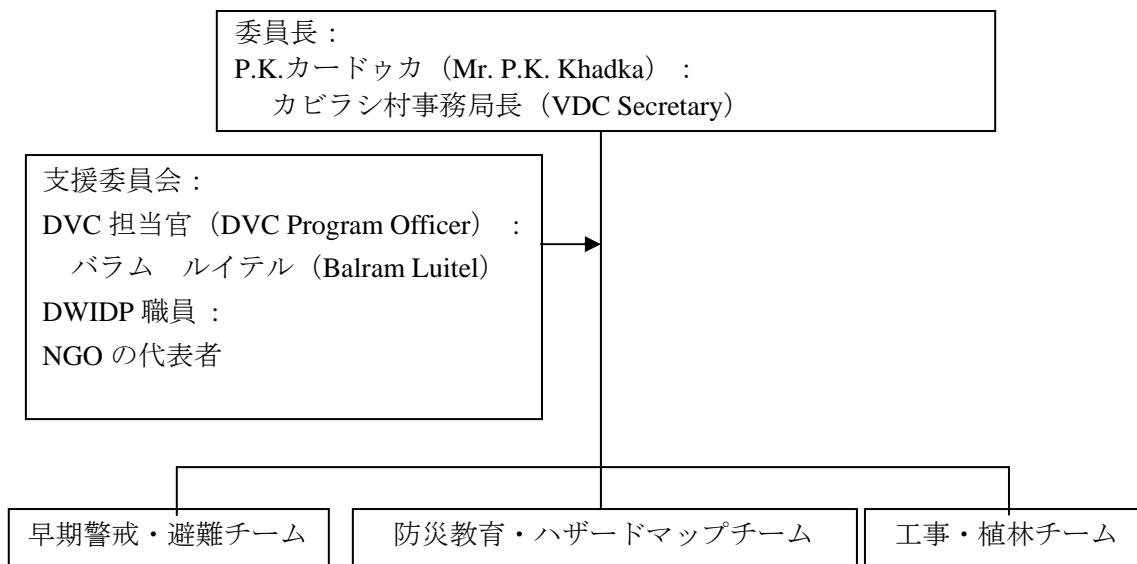 委員長：
P.K.カードゥカ（Mr. P.K. Khadka）：
カビラシ村事務局長（VDC Secretary）
支援委員会：
DVC 担当官（DVC Program Officer）：
バラム　ルイテル（Balram Luitel）
DWIDP 職員：
NGO の代表者
早期警戒・避難チーム
防災教育・ハザードマップチーム
工事・植林チーム